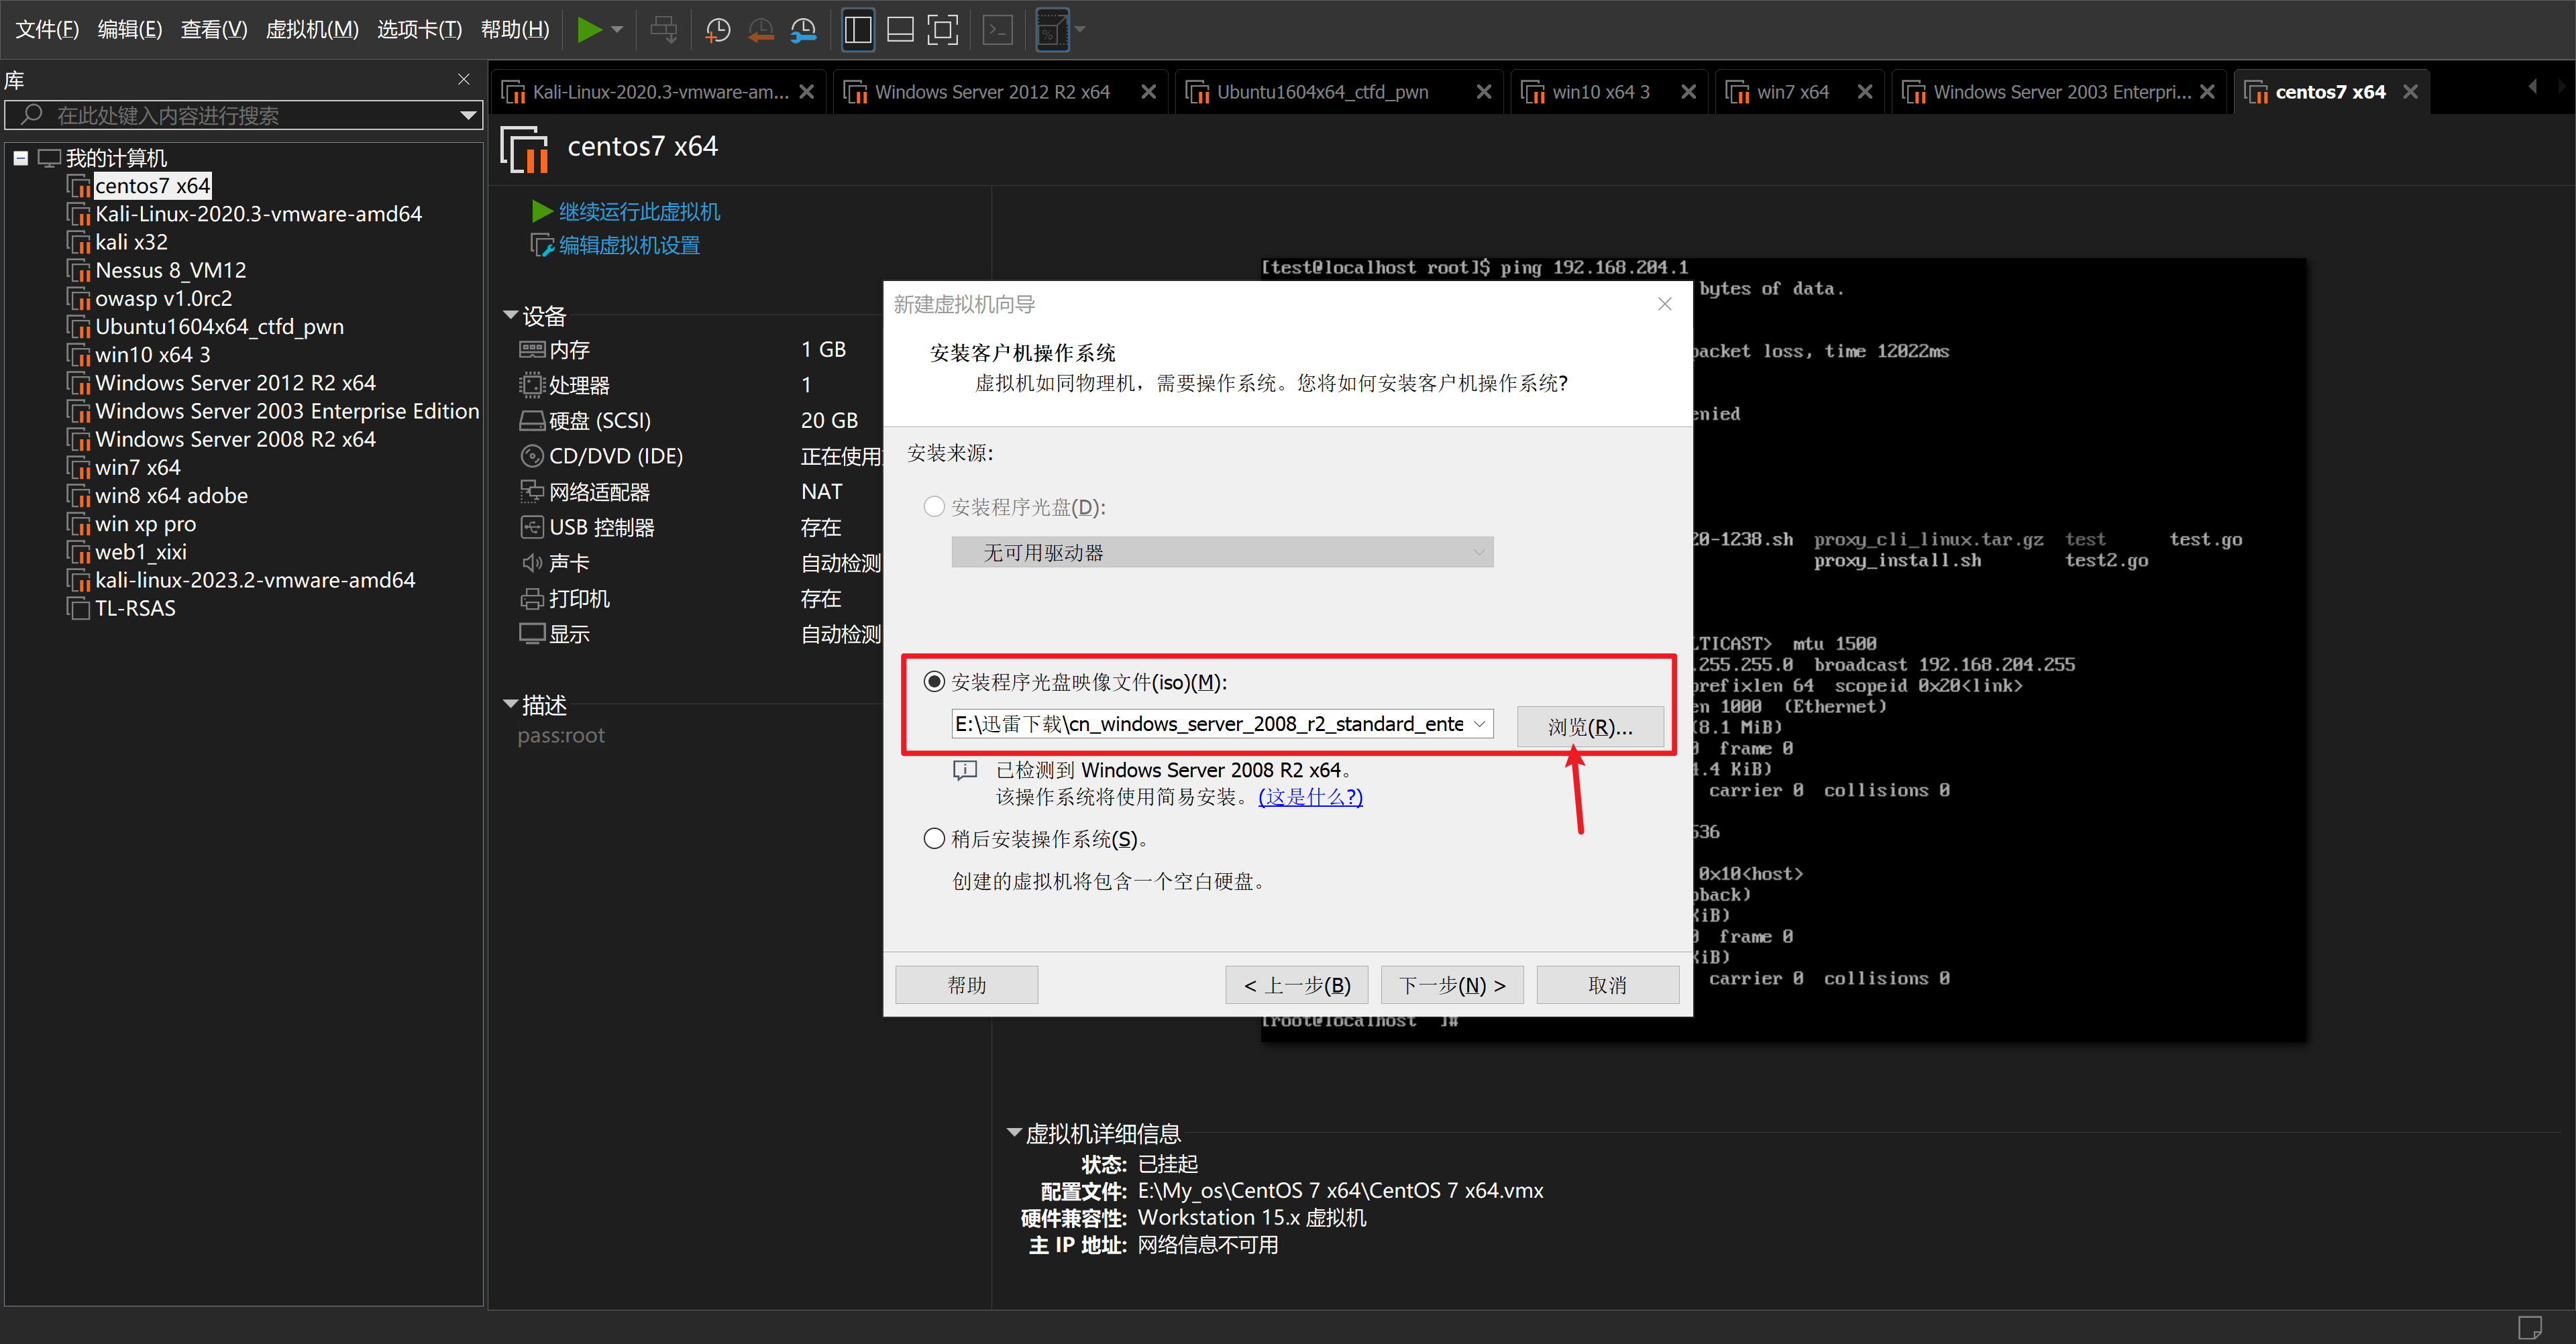 文件(F) 编辑(E) 查看(V) 虚拟机(M) 选项卡(T) 帮助(H)
库
在此处键入内容进行搜索
我的计算机
centos7 x64
Kali-Linux-2020.3-vmware-amd64
kali x32
Nessus 8_VM12
owasp v1.0rc2
Ubuntu1604x64_ctfd_pwn
win10 x64 3
Windows Server 2012 R2 x64
Windows Server 2003 Enterprise Edition
Windows Server 2008 R2 x64
win7 x64
win8 x64 adobe
win xp pro
web1_xixi
kali-linux-2023.2-vmware-amd64
TL-RSAS
Kali-Linux-2020.3-vmware-am... Windows Server 2012 R2 x64 Ubuntu1604x64_ctfd_pwn win10 x64 3 win7 x64 Windows Server 2003 Enterpri... centos7 x64
centos7 x64
继续运行此虚拟机
编辑虚拟机设置
设备
内存 1 GB
处理器 1
硬盘 (SCSI) 20 GB
CD/DVD (IDE) 正在使用
网络适配器 NAT
USB 控制器 存在
声卡 自动检测
打印机 存在
显示 自动检测
描述
pass:root
[test@localhost root]$ ping 192.168.204.1
bytes of data.
packet loss, time 12022ms
enied
20-1238.sh proxy_cli_linux.tar.gz test test.go
proxy_install.sh test2.go
LTICAST> mtu 1500
.255.255.0 broadcast 192.168.204.255
prefixlen 64 scopeid 0x20<link>
en 1000 (Ethernet)
(8.1 MiB)
0 frame 0
4.4 KiB)
carrier 0 collisions 0
536
0x10<host>
pback)
KiB)
0 frame 0
KiB)
carrier 0 collisions 0
[root@localhost ~]#
新建虚拟机向导
安装客户机操作系统
虚拟机如同物理机，需要操作系统。您将如何安装客户机操作系统?
安装来源:
安装程序光盘(D):
无可用驱动器
安装程序光盘映像文件(iso)(M):
E:\迅雷下载\cn_windows_server_2008_r2_standard_ente
浏览(R)...
已检测到 Windows Server 2008 R2 x64。
该操作系统将使用简易安装。(这是什么?)
稍后安装操作系统(S)。
创建的虚拟机将包含一个空白硬盘。
帮助 < 上一步(B) 下一步(N) > 取消
虚拟机详细信息
状态: 已挂起
配置文件: E:\My_os\CentOS 7 x64\CentOS 7 x64.vmx
硬件兼容性: Workstation 15.x 虚拟机
主 IP 地址: 网络信息不可用